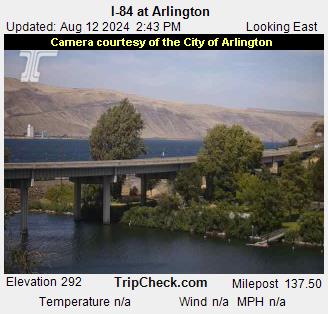 I-84 at Arlington
Updated: Aug 12 2024 2:43 PM Looking East
Camera courtesy of the City of Arlington
Elevation 292 TripCheck.com Milepost 137.50
Temperature n/a Wind n/a MPH n/a